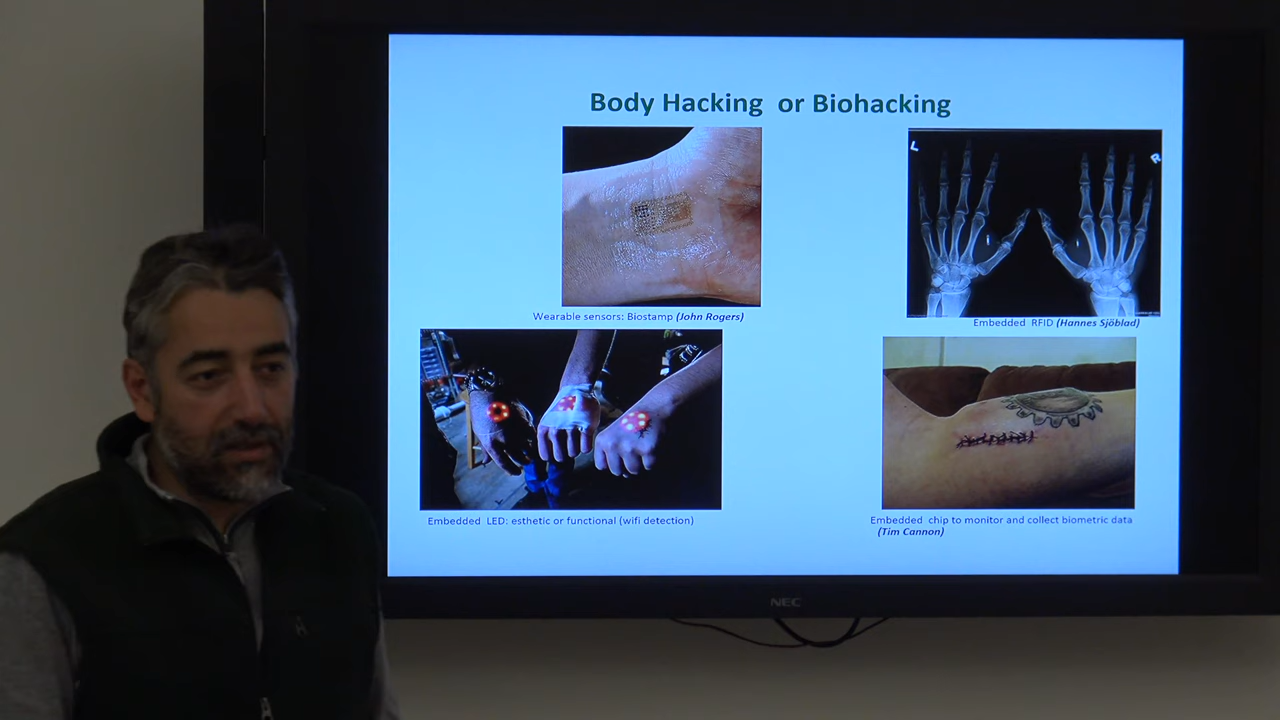 Body Hacking or Biohacking
L
R
Wearable sensors: Biostamp (John Rogers)
Embedded RFID (Hannes Sjöblad)
Embedded LED: esthetic or functional (wifi detection)
Embedded chip to monitor and collect biometric data
(Tim Cannon)
NEC